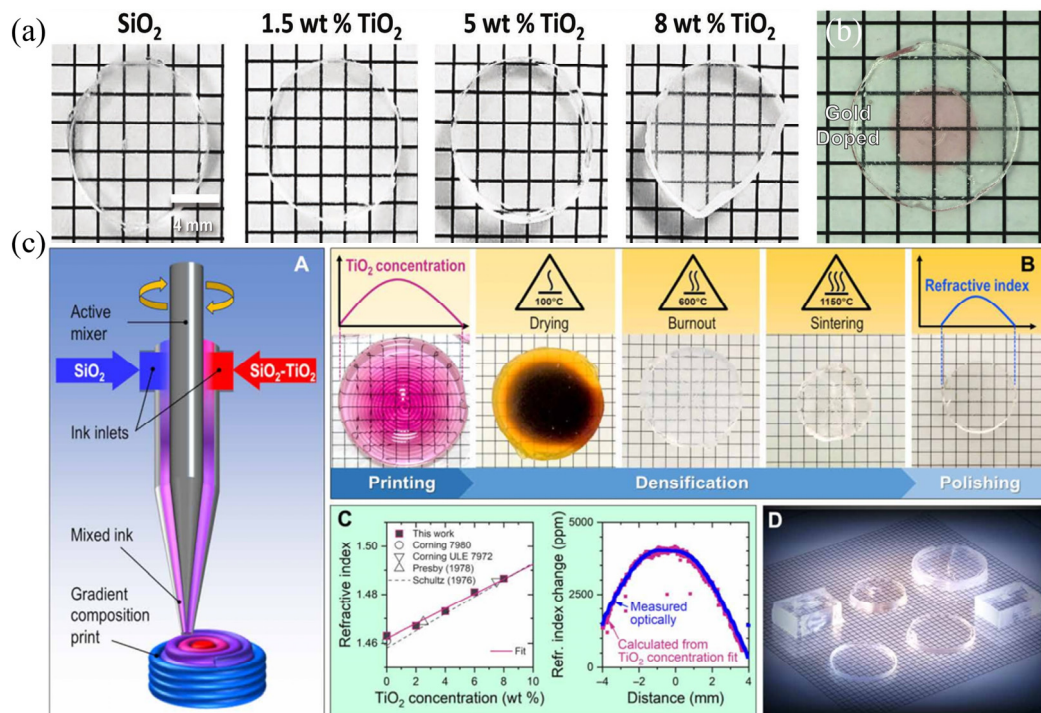 (a)
SiO₂
1.5 wt % TiO₂
5 wt % TiO₂
8 wt % TiO₂
4 mm
(b)
Gold
Doped
(c)
A
Active
mixer
SiO₂
SiO₂-TiO₂
Ink inlets
Mixed ink
Gradient
composition
print
B
TiO₂ concentration
100°C
Drying
600°C
Burnout
1150°C
Sintering
Refractive index
Printing
Densification
Polishing
C
Refractive index
1.50
1.48
1.46
This work
Corning 7980
Corning ULE 7972
Presby (1978)
Schultz (1976)
Fit
0 2 4 6 8 10
TiO₂ concentration (wt %)
Refr. index change (ppm)
5000
2500
0
Measured
optically
Calculated from
TiO₂ concentration fit
-4 -2 0 2 4
Distance (mm)
D